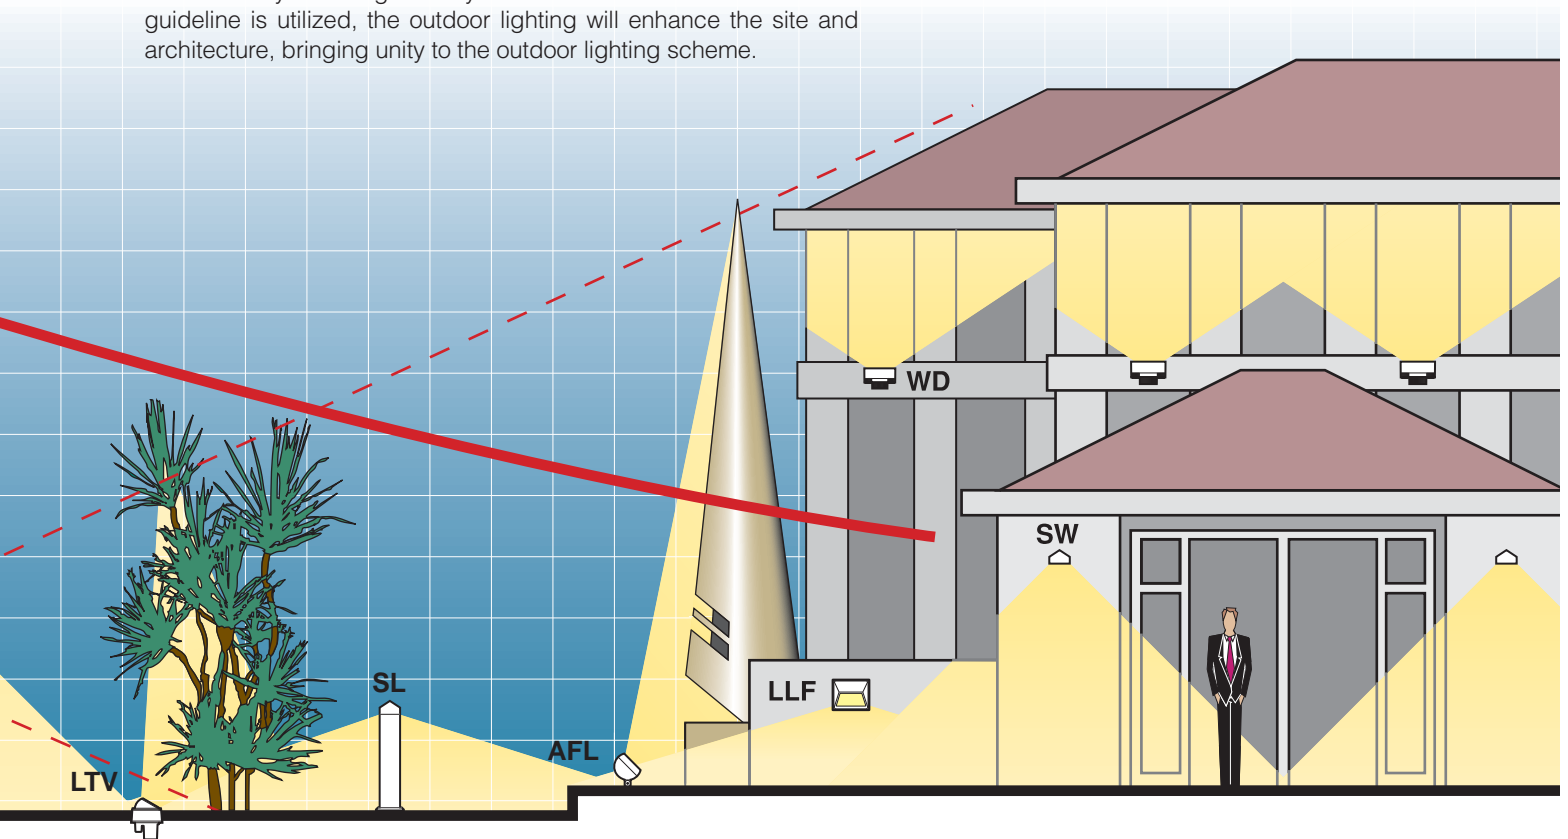 guideline is utilized, the outdoor lighting will enhance the site and
architecture, bringing unity to the outdoor lighting scheme.
WD
SW
SL
LLF
AFL
LTV